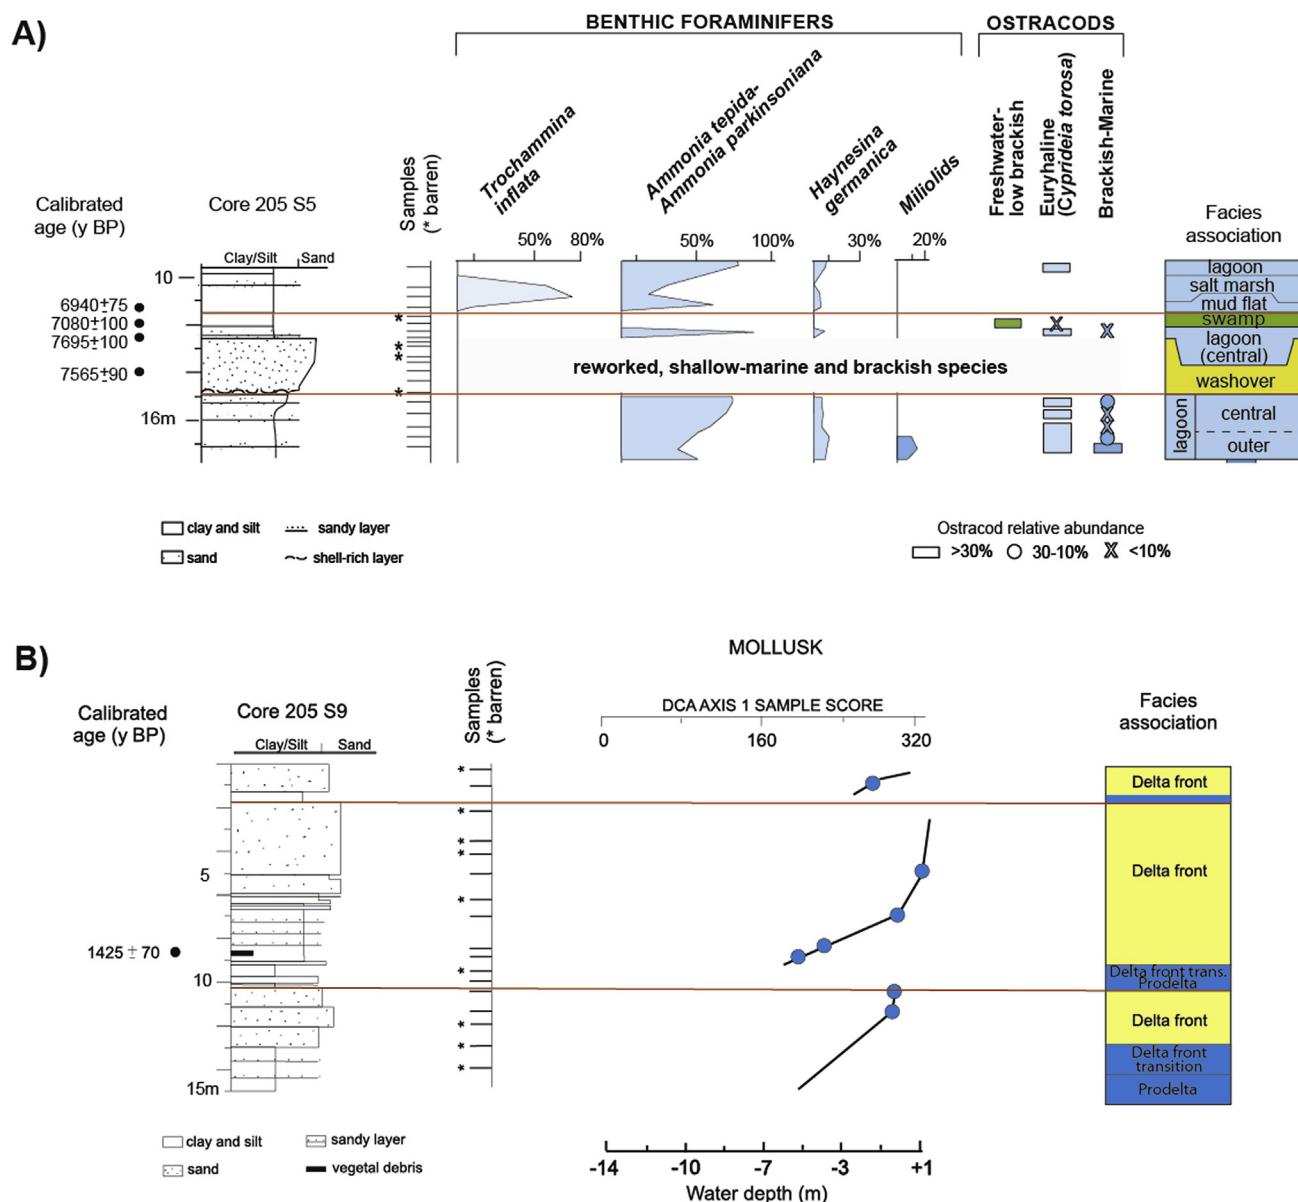 A)
BENTHIC FORAMINIFERS
OSTRACODS
Calibrated
age (y BP)
Core 205 S5
Samples
(* barren)
Trochammina
inflata
Ammonia tepida-
Ammonia parkinsoniana
Haynesina
germanica
Miliolids
Freshwater-
low brackish
Euryhaline
(Cyprideia torosa)
Brackish-Marine
Facies
association
Clay/Silt Sand
50% 80%
50% 100%
30%
20%
10
6940±75
7080±100
7695±100
7565±90
16m
*
*
*
*
X
X
X
X
reworked, shallow-marine and brackish species
lagoon
salt marsh
mud flat
swamp
lagoon
(central)
washover
lagoon
central
outer
clay and silt
sandy layer
sand
shell-rich layer
Ostracod relative abundance
>30% 30-10% X <10%
B)
MOLLUSK
Calibrated
age (y BP)
Core 205 S9
Samples
(* barren)
DCA AXIS 1 SAMPLE SCORE
Facies
association
Clay/Silt Sand
0 160 320
5
1425 ± 70
10
15m
*
*
*
*
*
*
*
*
*
Delta front
Delta front
Delta front trans.
Prodelta
Delta front
Delta front
transition
Prodelta
clay and silt
sandy layer
sand
vegetal debris
-14 -10 -7 -3 +1
Water depth (m)